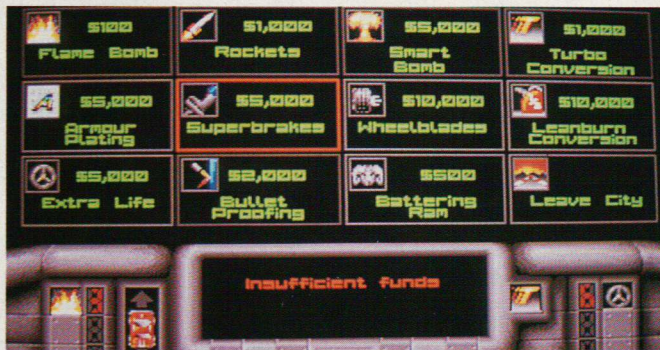 $100
Flame Bomb
$1,000
Rockets
$5,000
Smart
Bomb
$1,000
Turbo
Conversion
$5,000
Armour
Plating
$5,000
Superbrakes
$10,000
Wheelblades
$10,000
Leanburn
Conversion
$5,000
Extra Life
$2,000
Bullet
Proofing
$500
Battering
Ram
Leave City
Insufficient funds